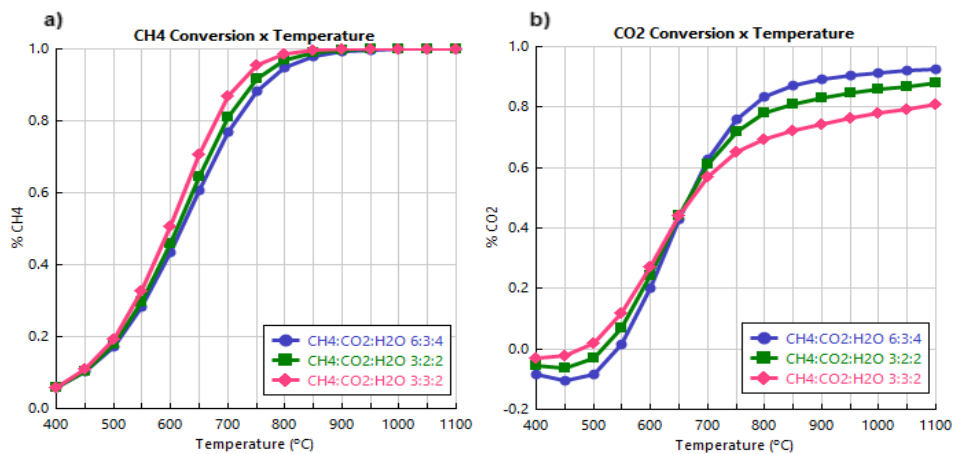 a)
CH4 Conversion x Temperature
1.0
0.8
0.6
0.4
0.2
0.0
% CH4
400 500 600 700 800 900 1000 1100
Temperature (ºC)
CH4:CO2:H2O 6:3:4
CH4:CO2:H2O 3:2:2
CH4:CO2:H2O 3:3:2
b)
CO2 Conversion x Temperature
1.0
0.8
0.6
0.4
0.2
0.0
-0.2
% CO2
400 500 600 700 800 900 1000 1100
Temperature (ºC)
CH4:CO2:H2O 6:3:4
CH4:CO2:H2O 3:2:2
CH4:CO2:H2O 3:3:2